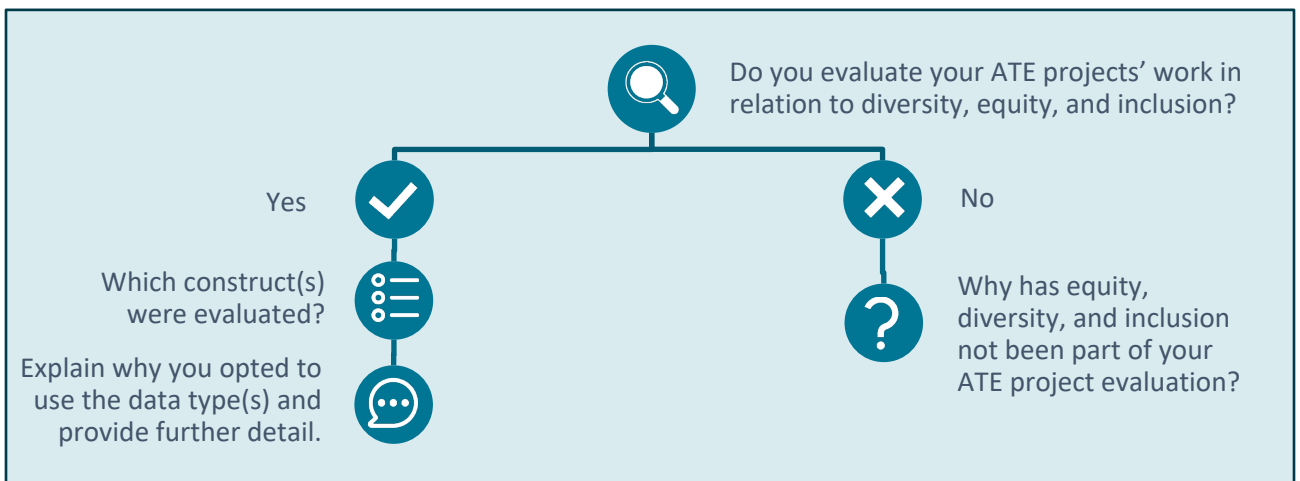 Do you evaluate your ATE projects’ work in
relation to diversity, equity, and inclusion?
Yes
No
Which construct(s)
were evaluated?
Explain why you opted to
use the data type(s) and
provide further detail.
Why has equity,
diversity, and inclusion
not been part of your
ATE project evaluation?